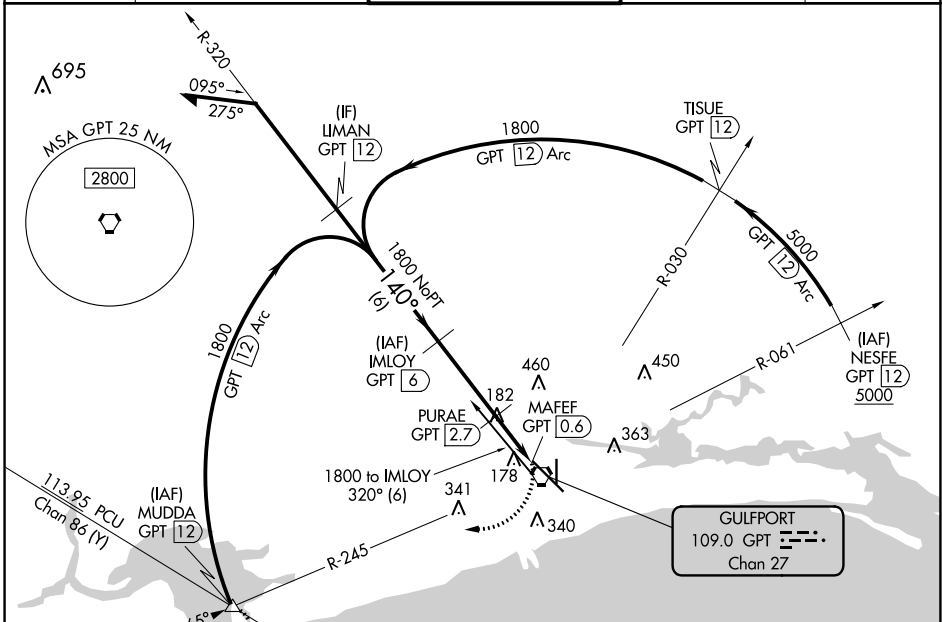 R-320
695
095°
275°
(IF)
LIMAN
GPT 12
1800
GPT 12 Arc
TISUE
GPT 12
MSA GPT 25 NM
2800
5000
GPT 12 Arc
R-030
1800 NoPT
140°
(6)
1800
GPT 12 Arc
(IAF)
IMLOY
GPT 6
R-061
(IAF)
NESFE
GPT 12
5000
460
450
182
MAFEF
GPT 0.6
PURAE
GPT 2.7
363
1800 to IMLOY
320° (6)
178
341
340
113.95 PCU
Chan 86 (Y)
(IAF)
MUDDA
GPT 12
R-245
GULFPORT
109.0 GPT
Chan 27